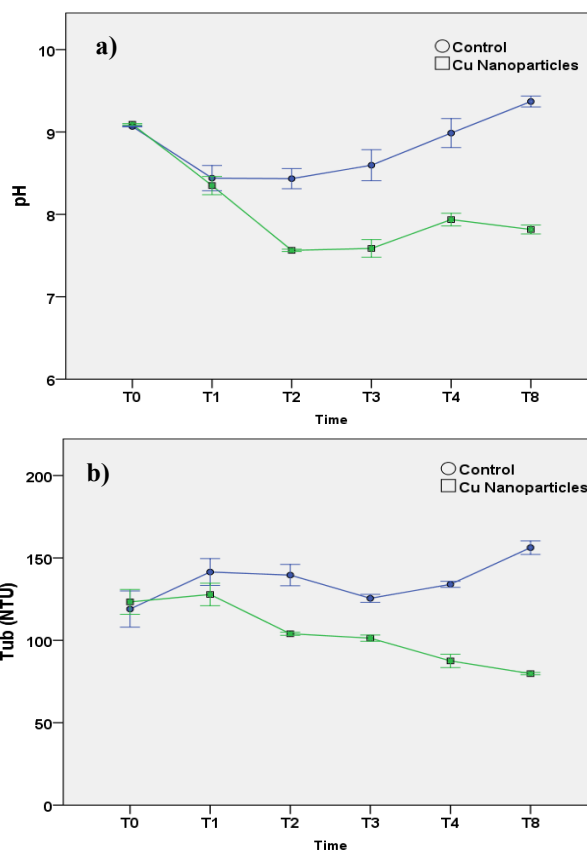 a)
Control
Cu Nanoparticles
10
9
8
7
6
pH
T0 T1 T2 T3 T4 T8
Time
b)
Control
Cu Nanoparticles
200
150
100
50
0
Tub (NTU)
T0 T1 T2 T3 T4 T8
Time